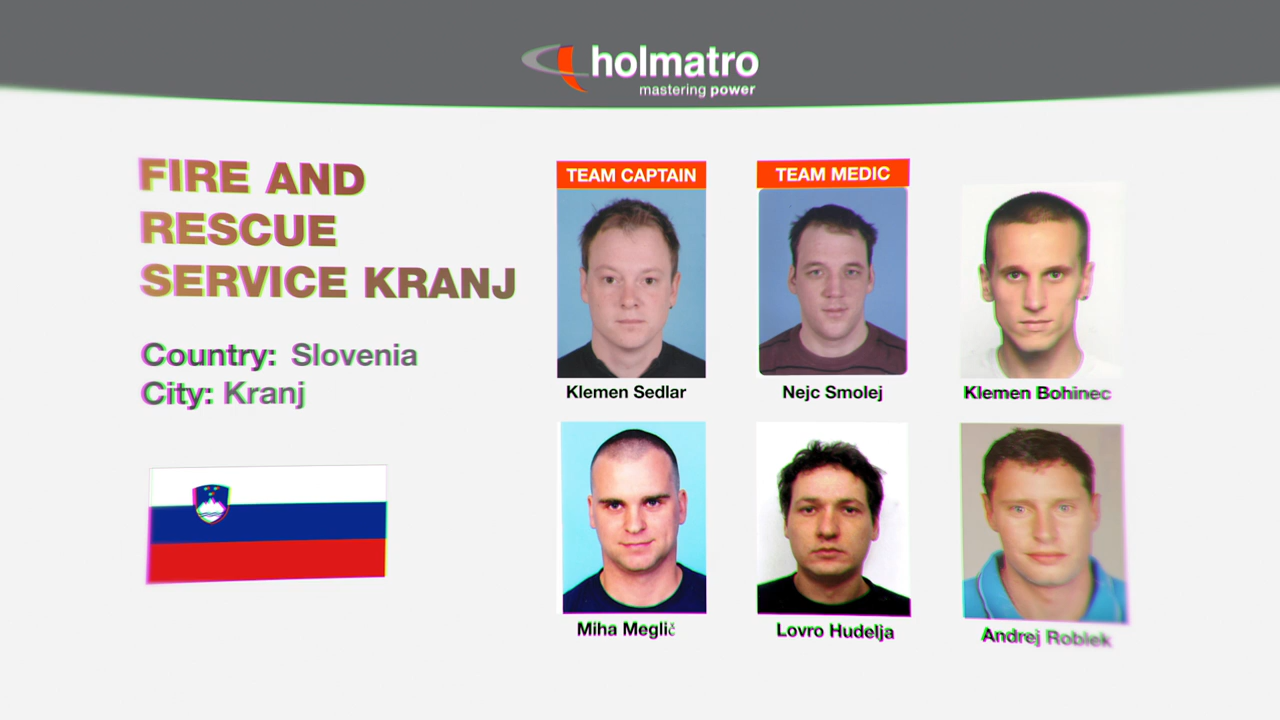 holmatro
mastering power
FIRE AND
RESCUE
SERVICE KRANJ
Country: Slovenia
City: Kranj
TEAM CAPTAIN
TEAM MEDIC
Klemen Sedlar
Nejc Smolej
Klemen Bohinec
Miha Meglič
Lovro Hudelja
Andrej Roblek